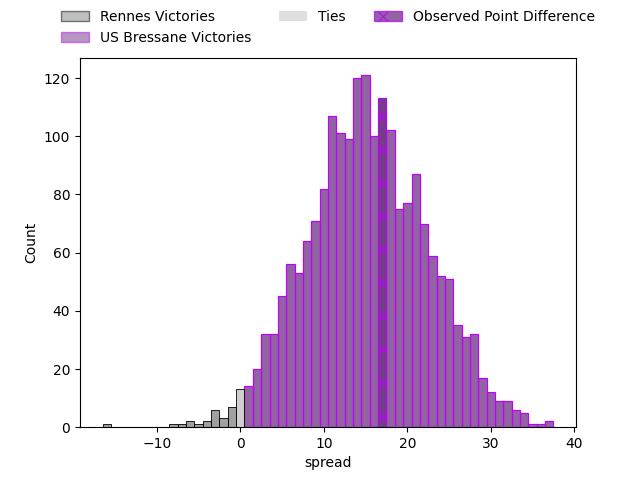 Rennes Victories
US Bressane Victories
Ties
Observed Point Difference
Count
120
100
80
60
40
20
0
−10 0 10 20 30 40
spread